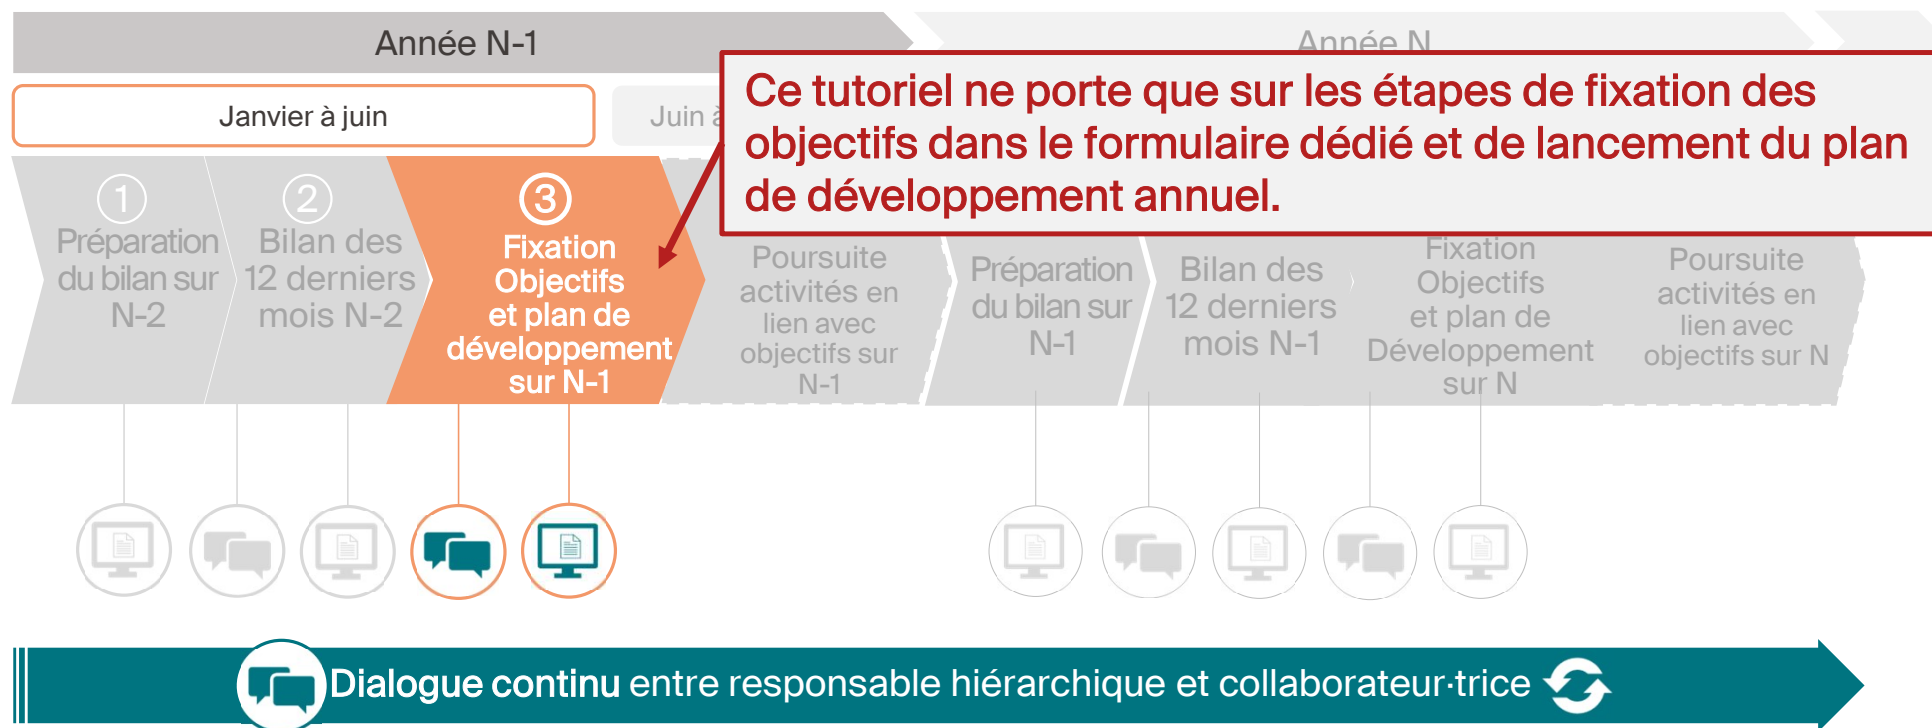 Année N-1
Année N
Janvier à juin
Juin
Ce tutoriel ne porte que sur les étapes de fixation des
objectifs dans le formulaire dédié et de lancement du plan
de développement annuel.
1
Préparation
du bilan sur
N-2
2
Bilan des
12 derniers
mois N-2
3
Fixation
Objectifs
et plan de
développement
sur N-1
Poursuite
activités en
lien avec
objectifs sur
N-1
Préparation
du bilan sur
N-1
Bilan des
12 derniers
mois N-1
Fixation
Objectifs
et plan de
Développement
sur N
Poursuite
activités en
lien avec
objectifs sur N
Dialogue continu entre responsable hiérarchique et collaborateur·trice